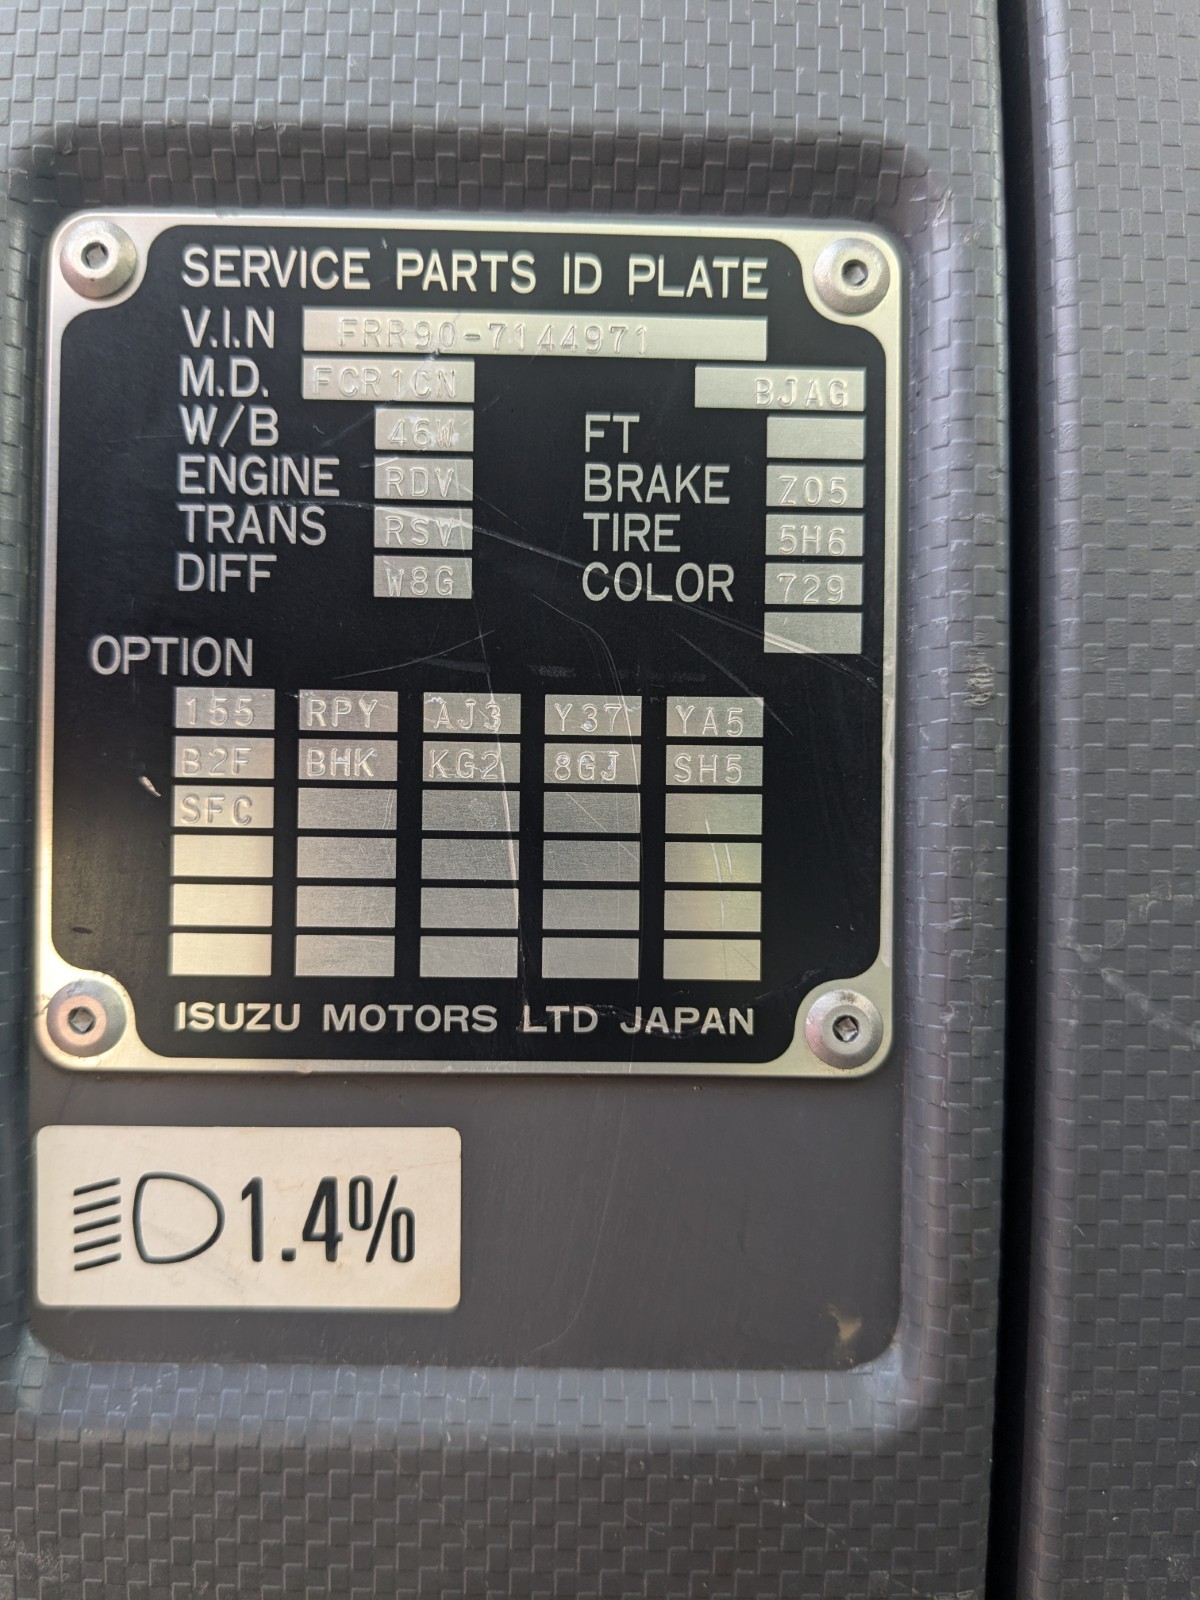 SERVICE PARTS ID PLATE
V.I.N FRR90-7144971
M.D. FCR1CN BJAG
W/B 46W FT
ENGINE RDV BRAKE Z05
TRANS RSW TIRE 5H6
DIFF W8G COLOR 729
OPTION
155 RPY AJ3 Y37 YA5
B2F BHK KG2 8GJ SH5
SFC
ISUZU MOTORS LTD JAPAN
1.4%